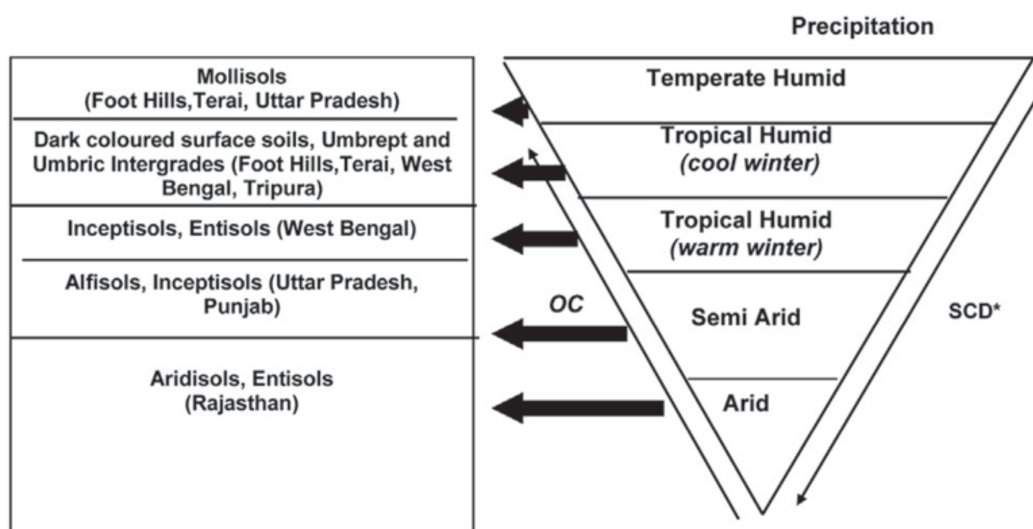 Precipitation
Mollisols
(Foot Hills,Terai, Uttar Pradesh)
Dark coloured surface soils, Umbrept and
Umbric Intergrades (Foot Hills,Terai, West
Bengal, Tripura)
Inceptisols, Entisols (West Bengal)
Alfisols, Inceptisols (Uttar Pradesh,
Punjab)
Aridisols, Entisols
(Rajasthan)
OC
Temperate Humid
Tropical Humid
(cool winter)
Tropical Humid
(warm winter)
Semi Arid
Arid
SCD*